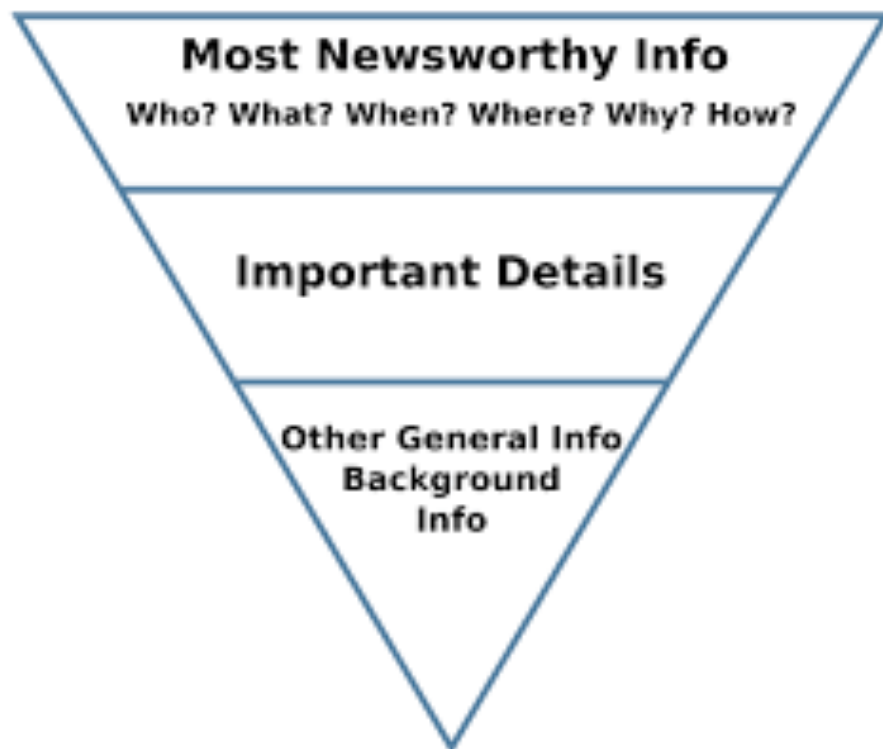 Most Newsworthy Info
Who? What? When? Where? Why? How?
Important Details
Other General Info
Background
Info